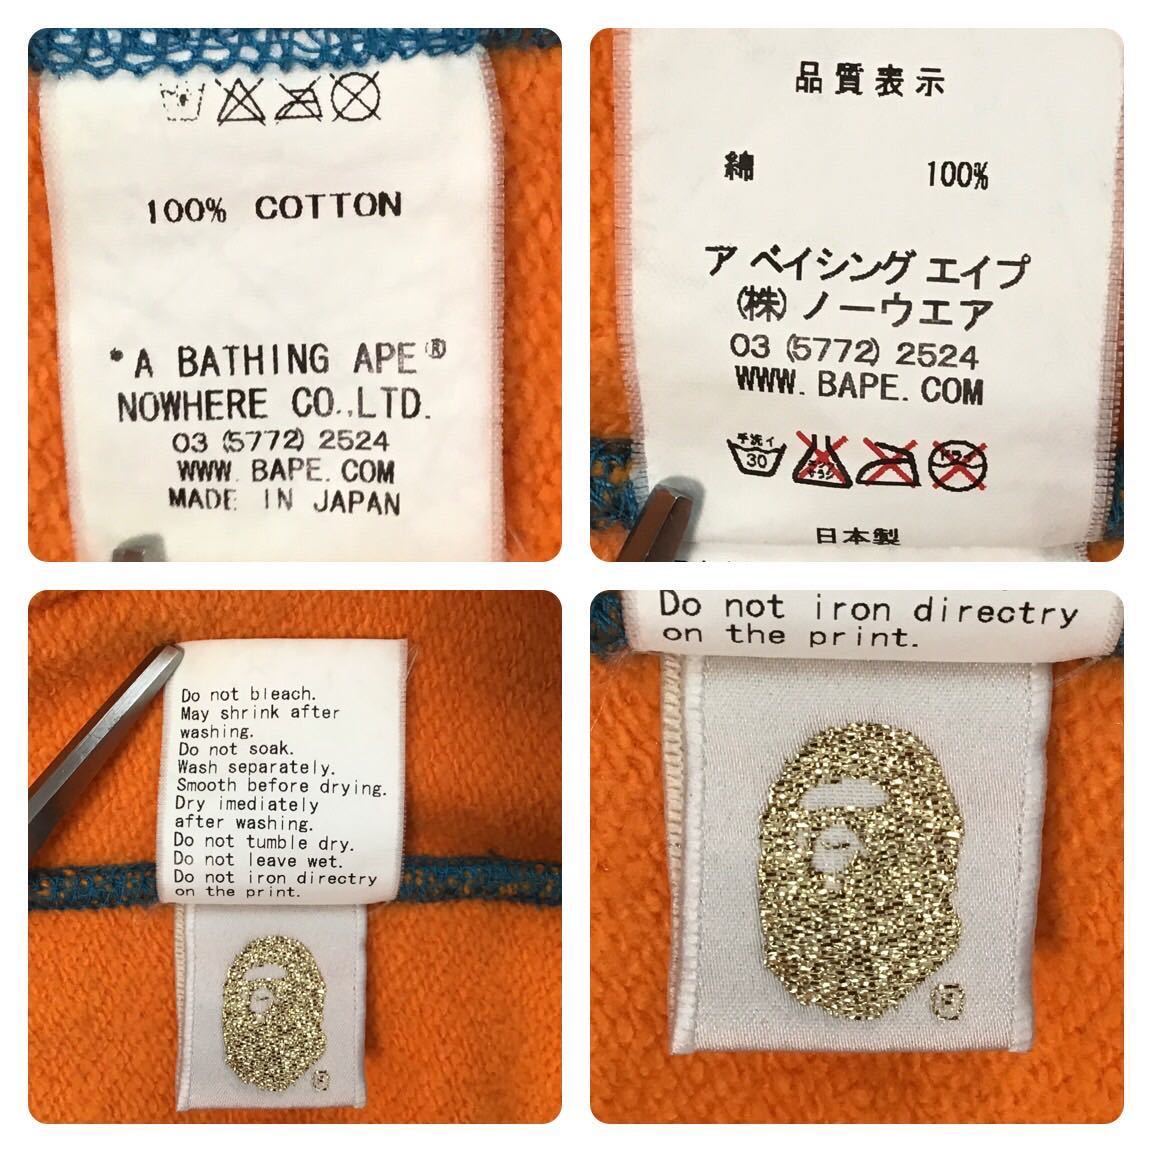 100% COTTON
*A BATHING APE®
NOWHERE CO.,LTD.
03 (5772) 2524
WWW. BAPE. COM
MADE IN JAPAN
品質表示
綿 100%
ア ベイシング エイプ
(株) ノーウエア
03 (5772) 2524
WWW. BAPE. COM
手洗イ
30
日本製
Do not bleach.
May shrink after
washing.
Do not soak.
Wash separately.
Smooth before drying.
Dry imediately
after washing.
Do not tumble dry.
Do not leave wet.
Do not iron directry
on the print.
®
Do not iron directry
on the print.
®